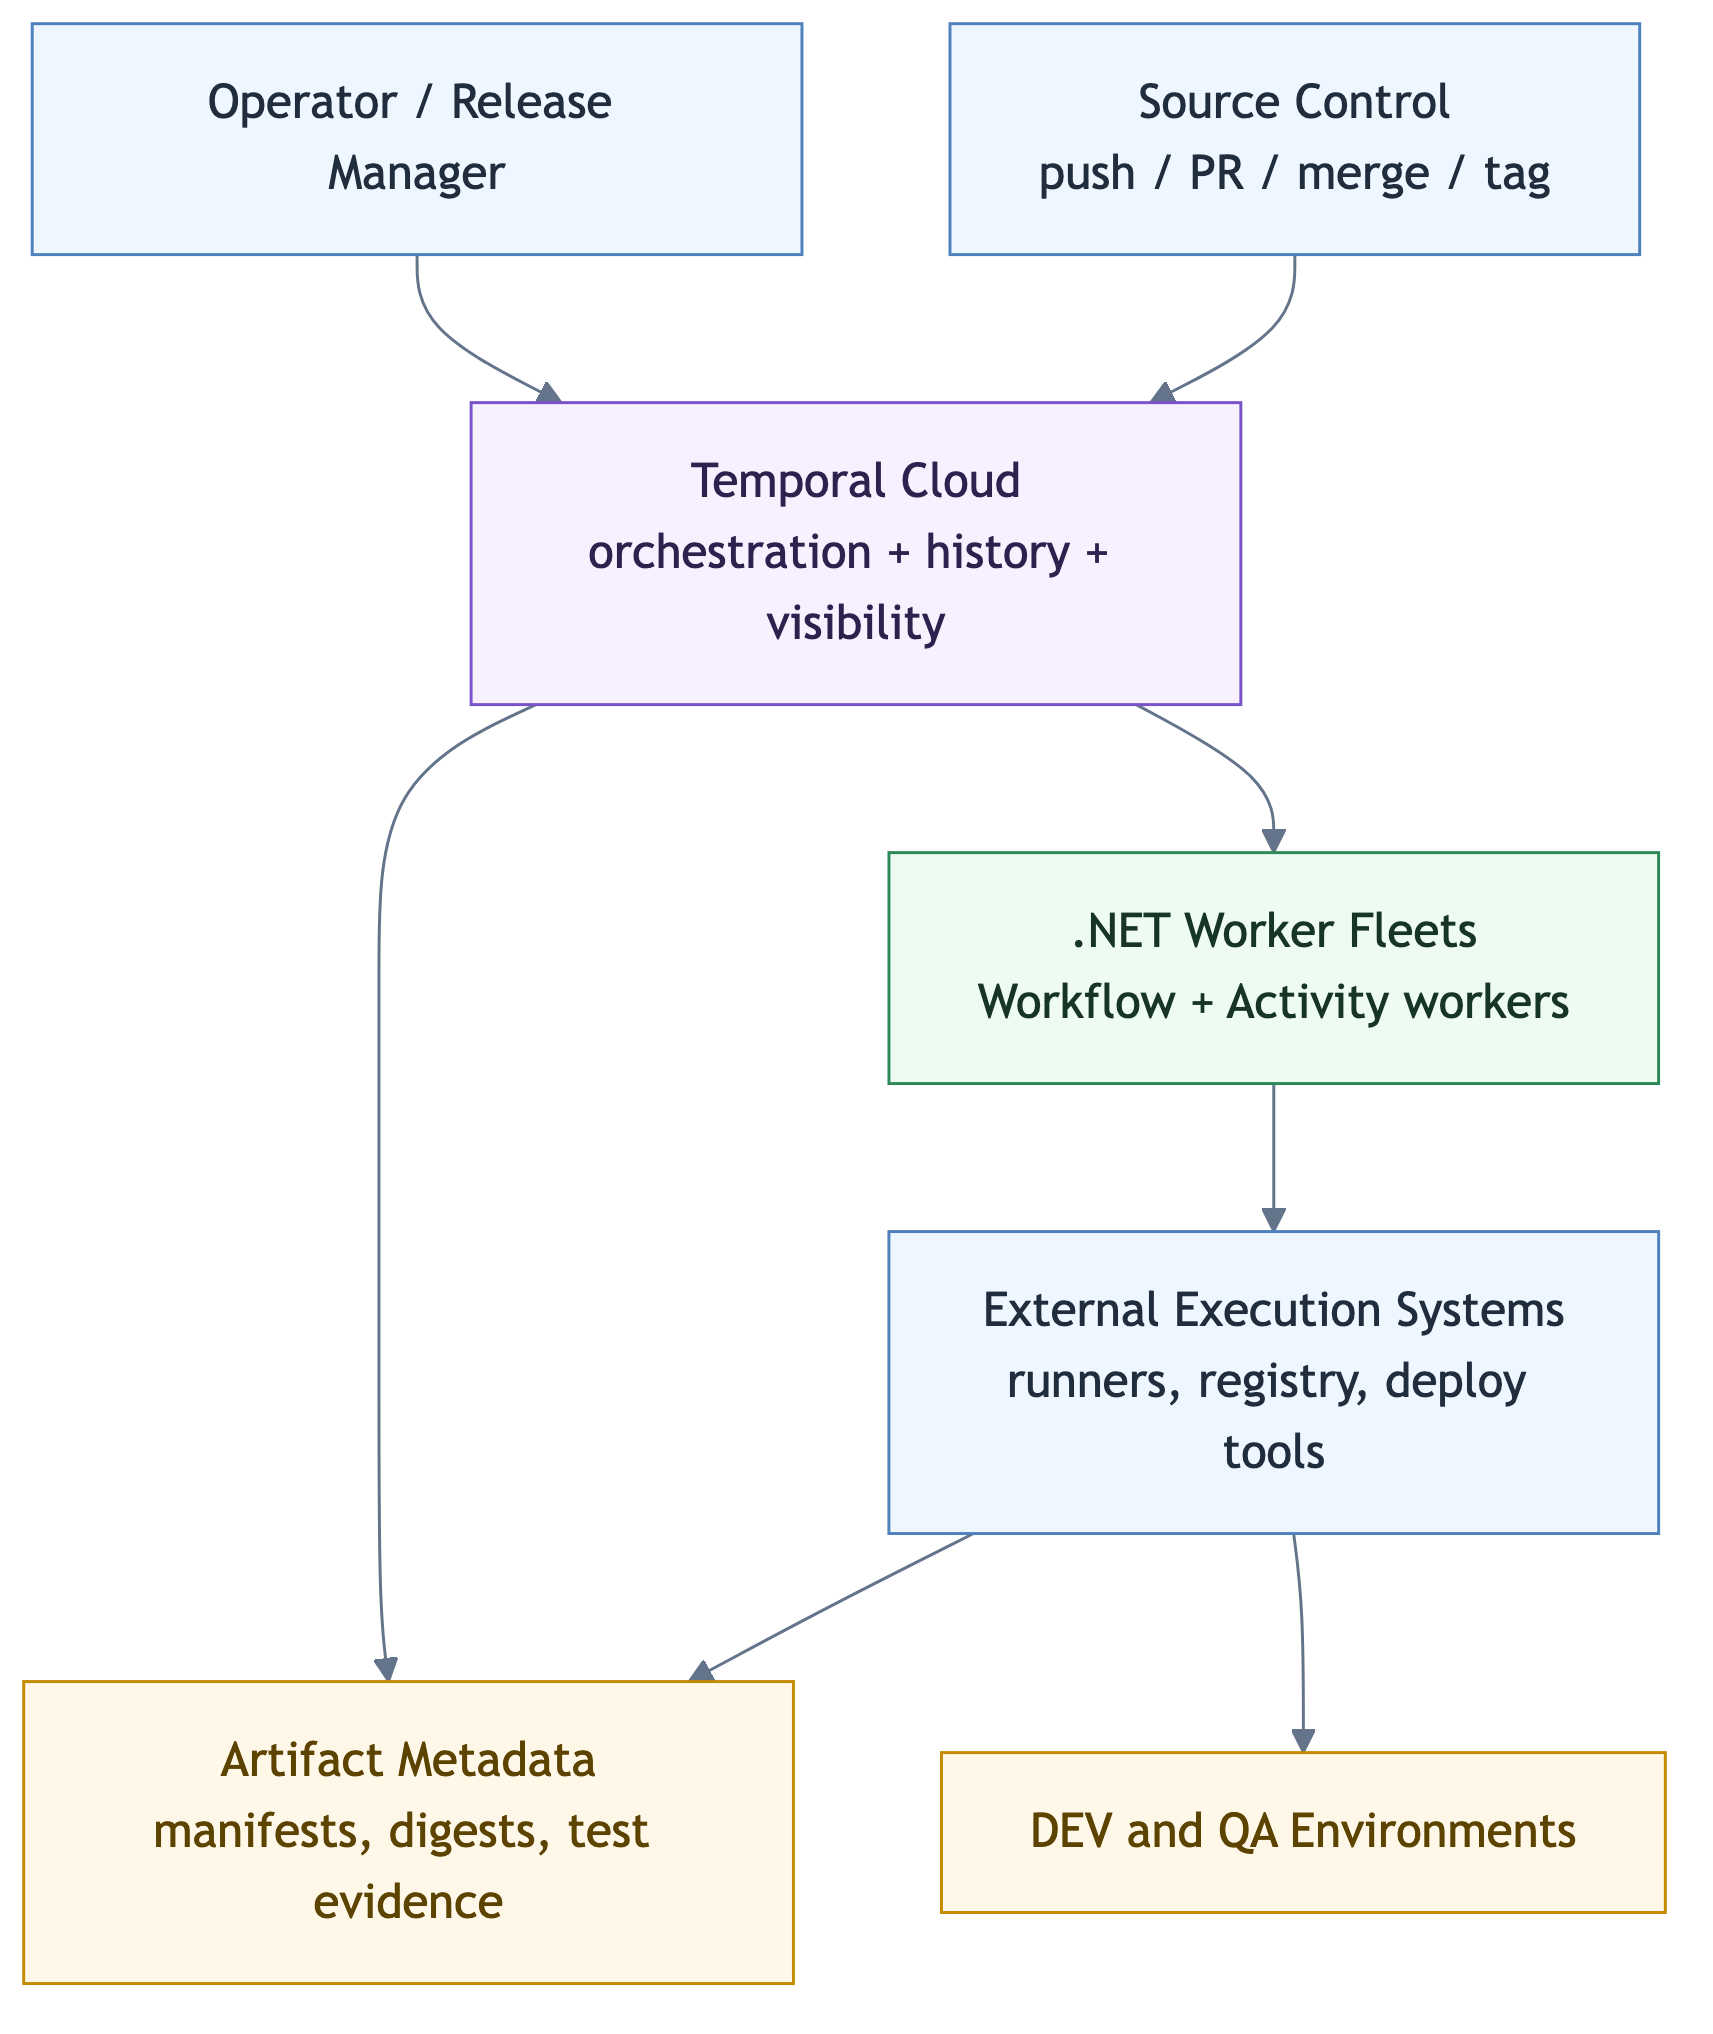 Operator / Release
Manager
Source Control
push / PR / merge / tag
Temporal Cloud
orchestration + history +
visibility
.NET Worker Fleets
Workflow + Activity workers
External Execution Systems
runners, registry, deploy
tools
Artifact Metadata
manifests, digests, test
evidence
DEV and QA Environments